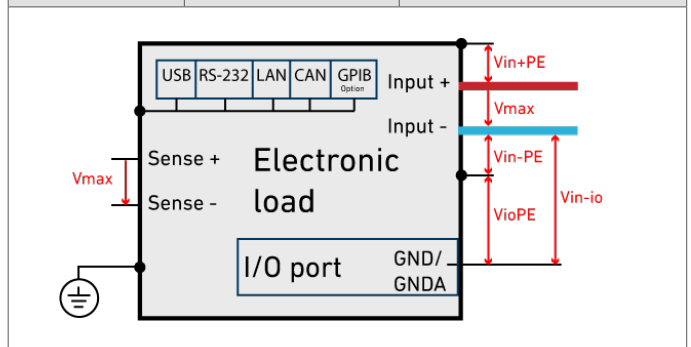 USB RS-232 LAN CAN GPIB
Option
Input +
Vin+PE
Vmax
Input -
Sense +
Vmax
Sense -
Electronic
load
Vin-PE
VioPE
Vin-io
I/O port
GND/
GNDA